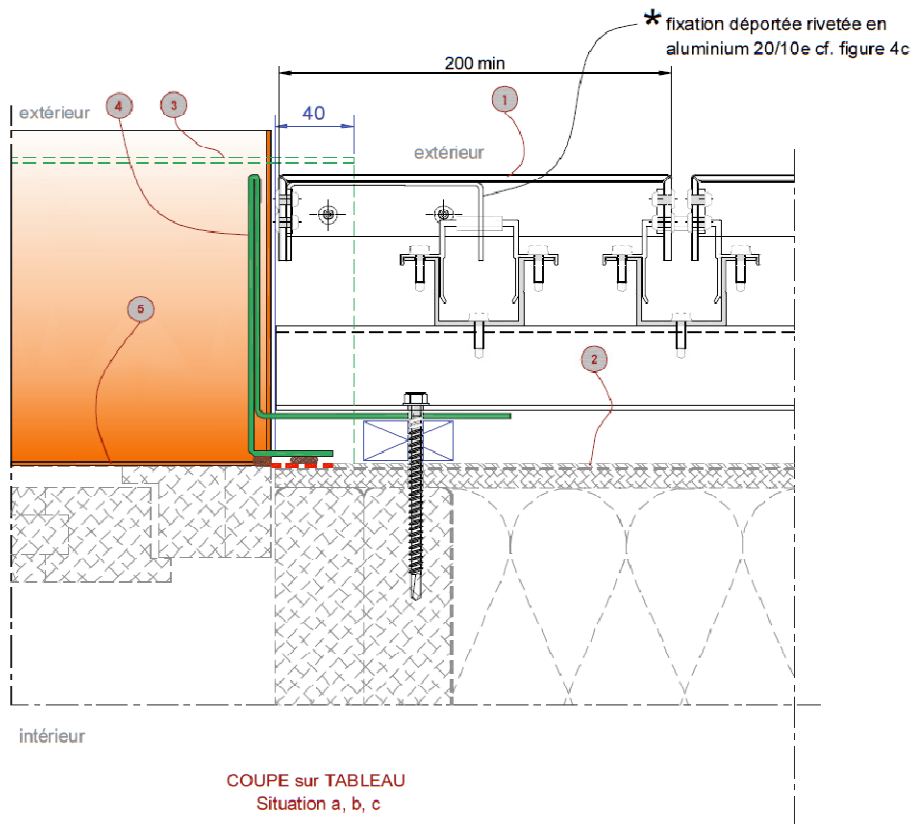 * fixation déportée rivetée en
aluminium 20/10e cf. figure 4c
200 min
extérieur
4
3
40
1
extérieur
5
2
intérieur
COUPE sur TABLEAU
Situation a, b, c